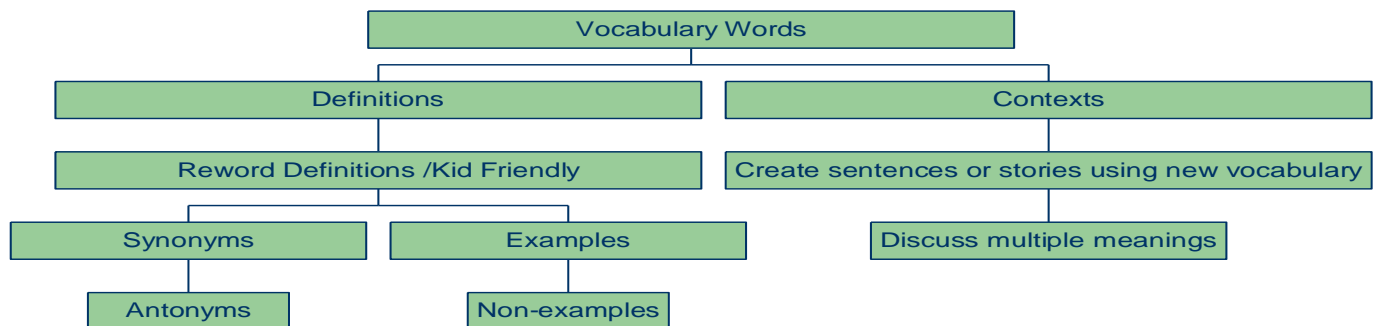 Vocabulary Words
Definitions
Contexts
Reword Definitions /Kid Friendly
Create sentences or stories using new vocabulary
Synonyms
Examples
Discuss multiple meanings
Antonyms
Non-examples